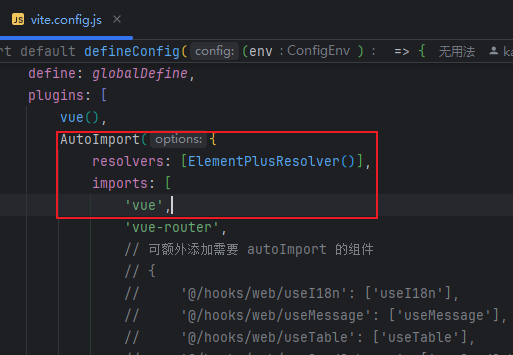 JS vite.config.js ×
rt default defineConfig( config: (env : ConfigEnv ) : => { 无用法 ka
define: globalDefine,
plugins: [
vue(),
AutoImport( options: {
resolvers: [ElementPlusResolver()],
imports: [
'vue',
'vue-router',
// 可额外添加需要 autoImport 的组件
// {
// '@/hooks/web/useI18n': ['useI18n'],
// '@/hooks/web/useMessage': ['useMessage'],
// '@/hooks/web/useTable': ['useTable'],